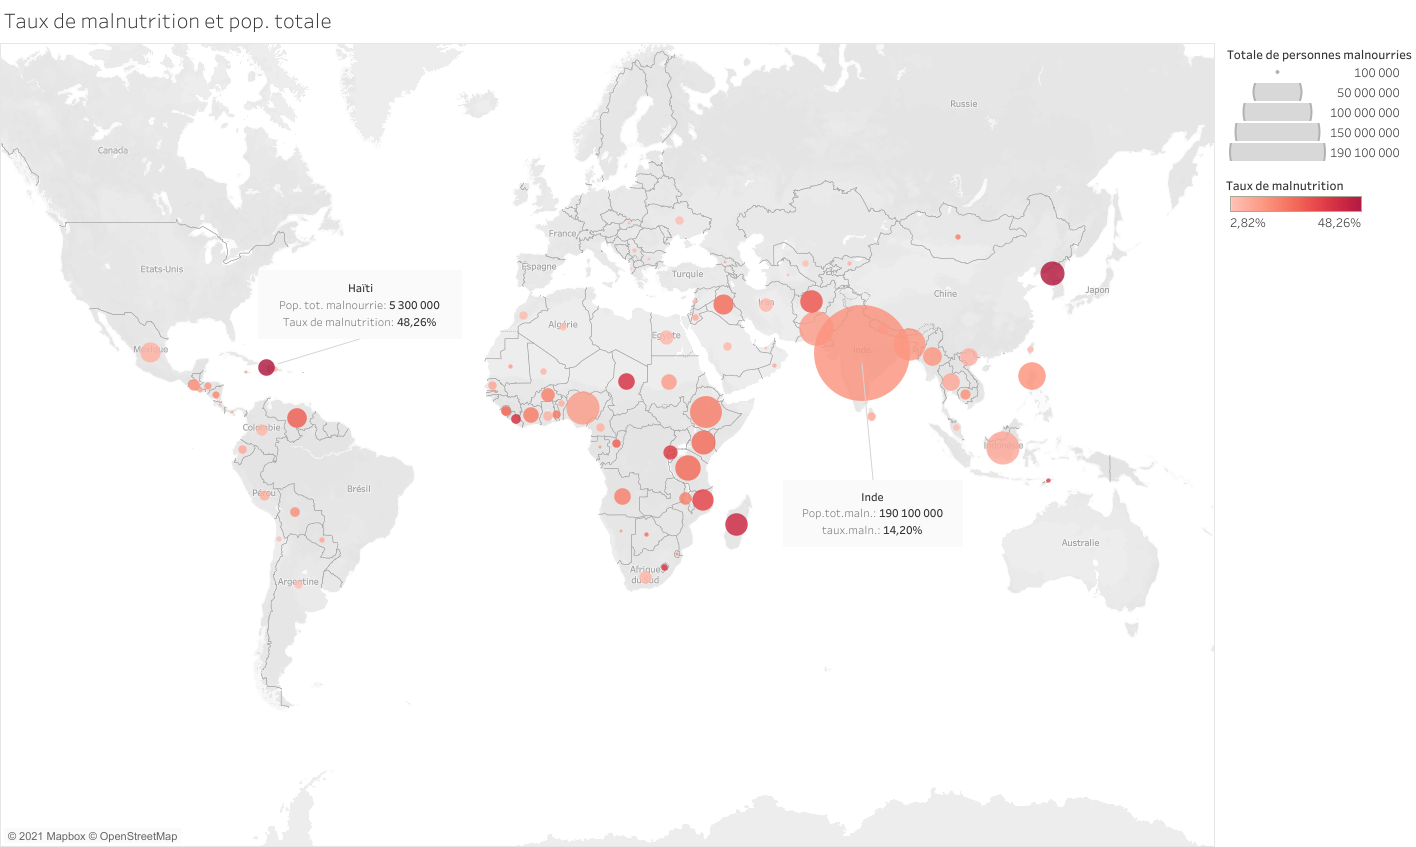 Taux de malnutrition et pop. totale
Totale de personnes malnourries
100 000
50 000 000
100 000 000
150 000 000
190 100 000
Taux de malnutrition
2,82% 48,26%
Russie
Canada
France
Etats-Unis
Espagne
Turquie
Chine
Japon
Haïti
Pop. tot. malnourrie: 5 300 000
Taux de malnutrition: 48,26%
Iran
Algérie
Egypte
Mexique
Inde
Colombie
Indonésie
Pérou
Brésil
Inde
Pop.tot.maln.: 190 100 000
taux.maln.: 14,20%
Australie
Afrique
du Sud
Argentine
© 2021 Mapbox © OpenStreetMap